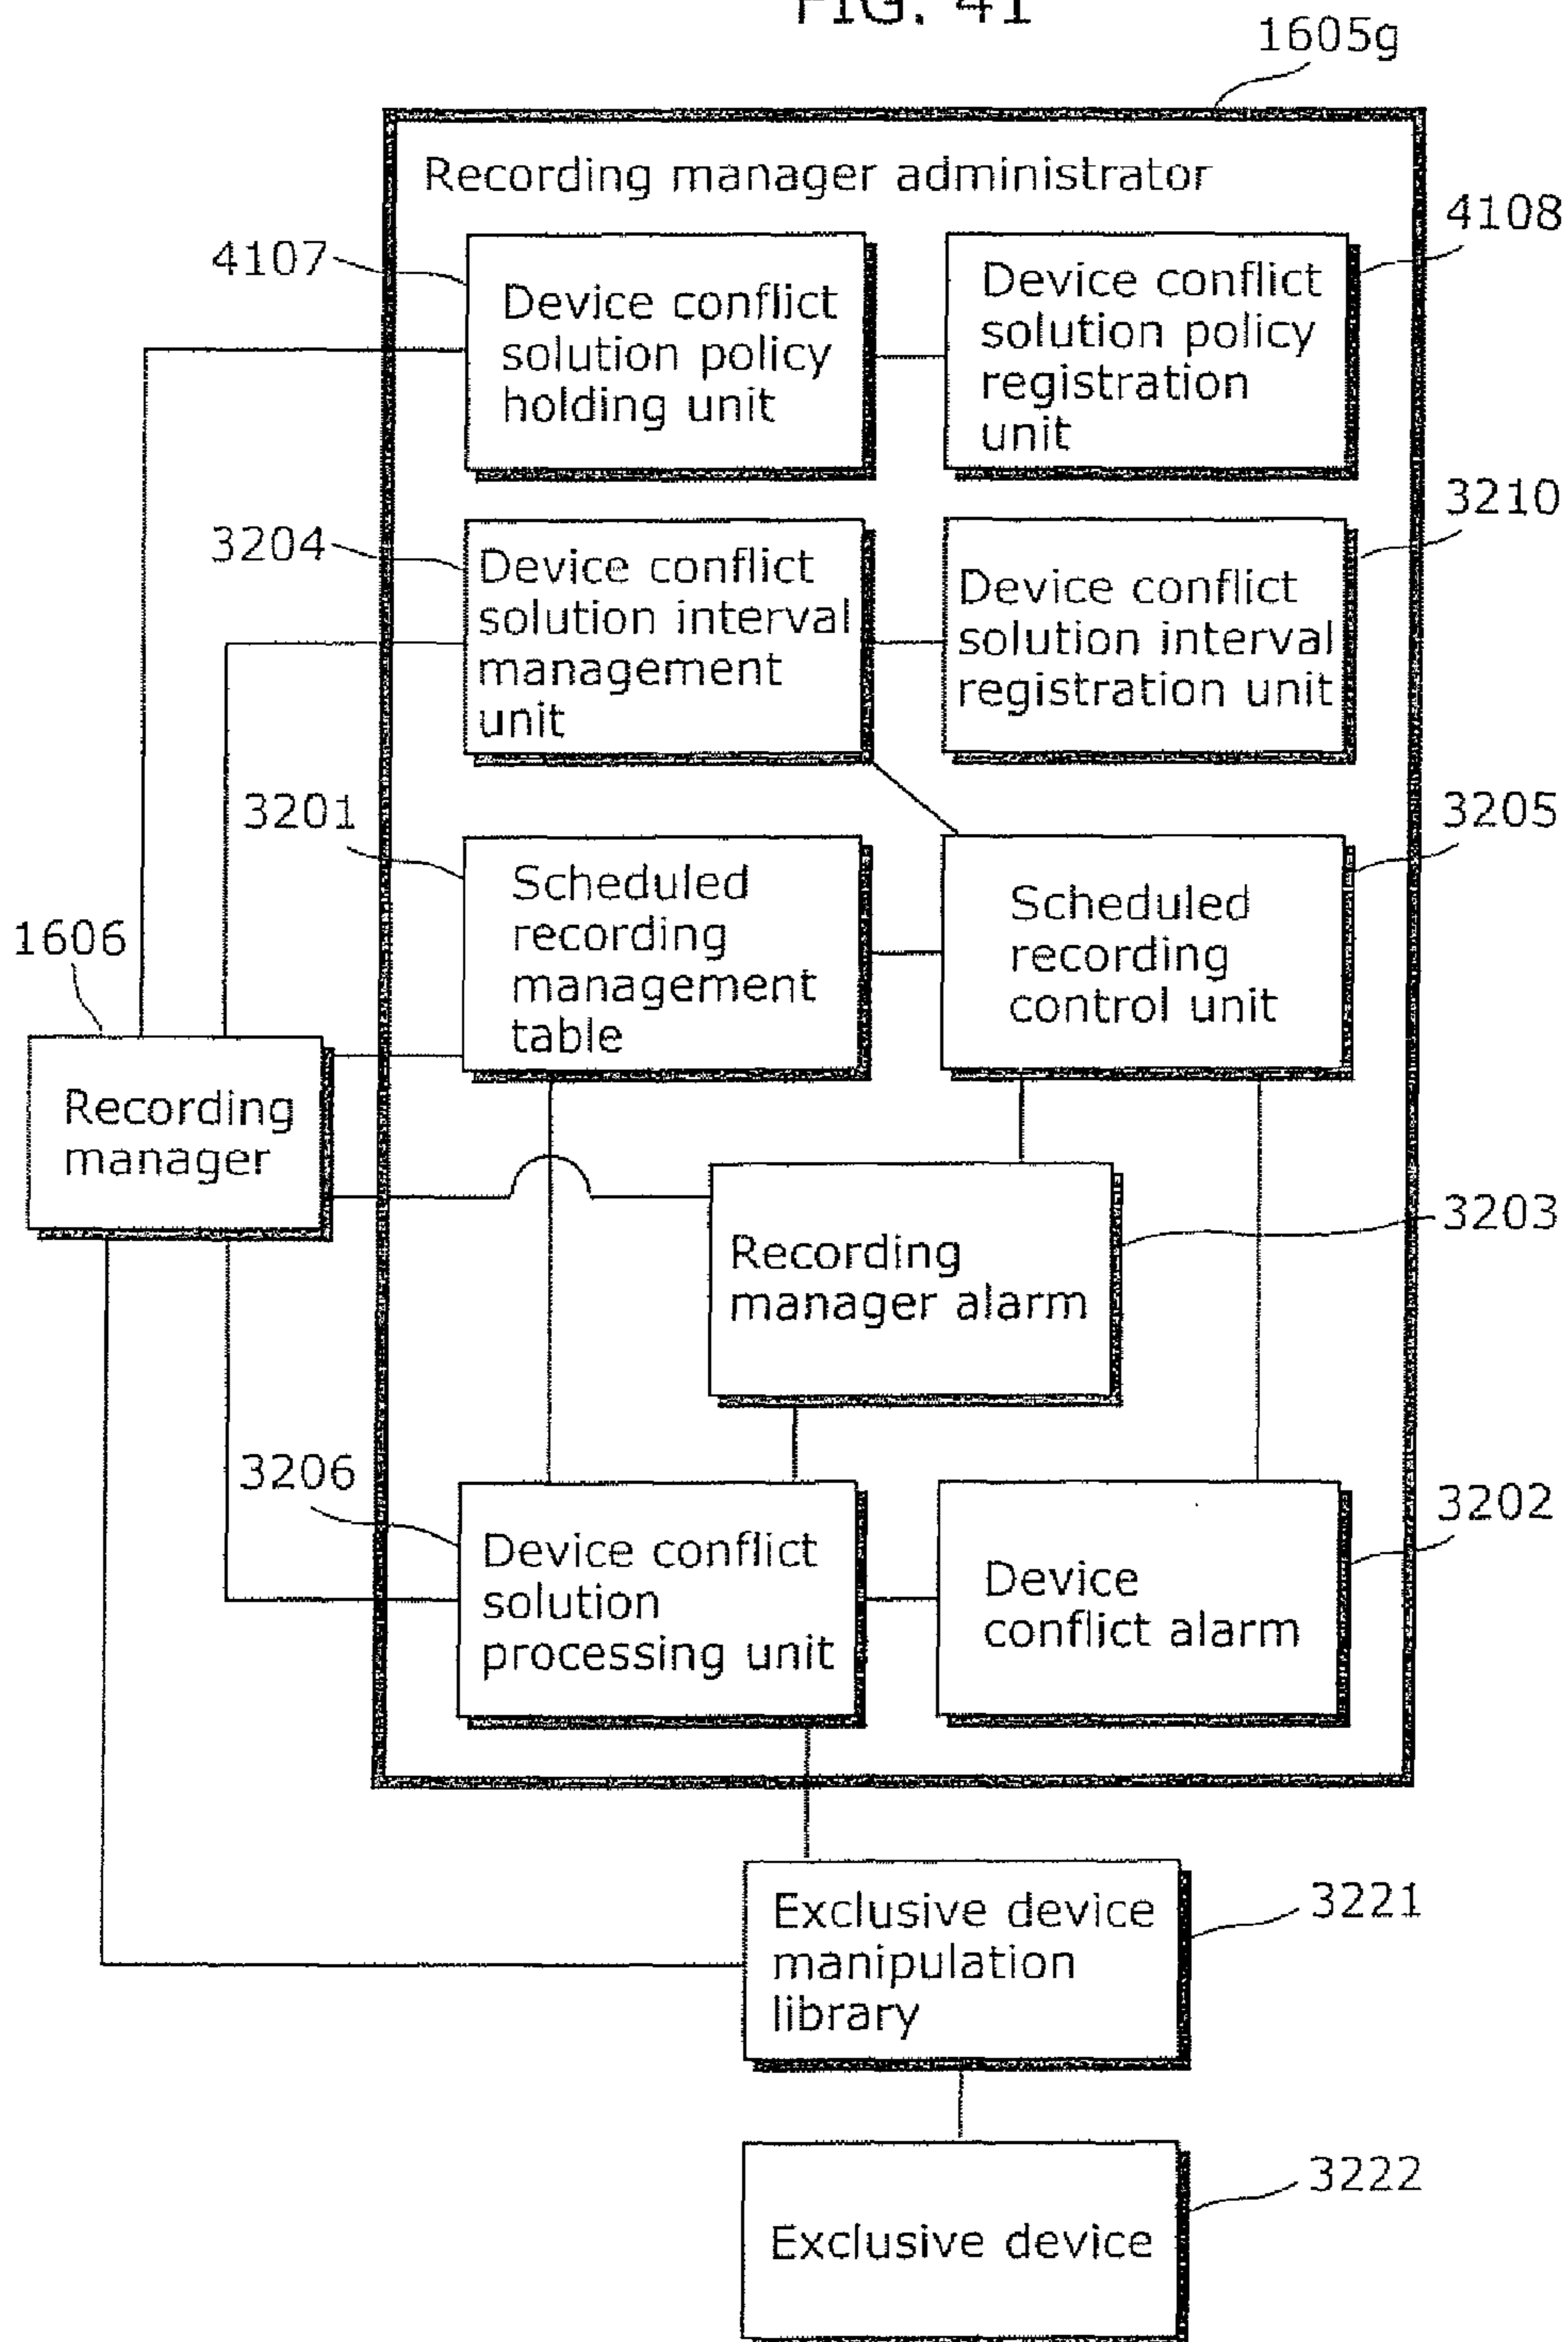 FIG. 41
1605g
Recording manager administrator
4107
Device conflict
solution policy
holding unit
4108
Device conflict
solution policy
registration
unit
3204
Device conflict
solution interval
management
unit
3210
Device conflict
solution interval
registration unit
3201
Scheduled
recording
management
table
3205
Scheduled
recording
control unit
1606
Recording
manager
3203
Recording
manager alarm
3206
Device conflict
solution
processing unit
3202
Device
conflict alarm
3221
Exclusive device
manipulation
library
3222
Exclusive device